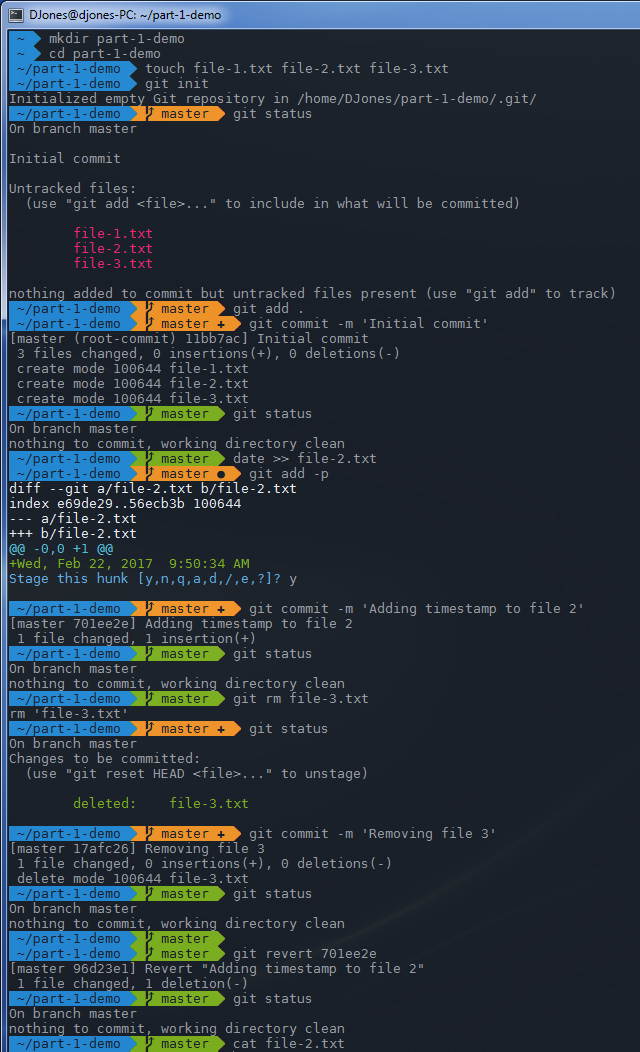 DJones@djones-PC: ~/part-1-demo
~ mkdir part-1-demo
~ cd part-1-demo
~/part-1-demo touch file-1.txt file-2.txt file-3.txt
~/part-1-demo git init
Initialized empty Git repository in /home/DJones/part-1-demo/.git/
~/part-1-demo master git status
On branch master
Initial commit
Untracked files:
(use "git add <file>..." to include in what will be committed)
file-1.txt
file-2.txt
file-3.txt
nothing added to commit but untracked files present (use "git add" to track)
~/part-1-demo master git add .
~/part-1-demo master + git commit -m 'Initial commit'
[master (root-commit) 11bb7ac] Initial commit
3 files changed, 0 insertions(+), 0 deletions(-)
create mode 100644 file-1.txt
create mode 100644 file-2.txt
create mode 100644 file-3.txt
~/part-1-demo master git status
On branch master
nothing to commit, working directory clean
~/part-1-demo master date >> file-2.txt
~/part-1-demo master ● git add -p
diff --git a/file-2.txt b/file-2.txt
index e69de29..56ecb3b 100644
--- a/file-2.txt
+++ b/file-2.txt
@@ -0,0 +1 @@
+Wed, Feb 22, 2017  9:50:34 AM
Stage this hunk [y,n,q,a,d,/,e,?]? y
~/part-1-demo master + git commit -m 'Adding timestamp to file 2'
[master 701ee2e] Adding timestamp to file 2
1 file changed, 1 insertion(+)
~/part-1-demo master git status
On branch master
nothing to commit, working directory clean
~/part-1-demo master git rm file-3.txt
rm 'file-3.txt'
~/part-1-demo master + git status
On branch master
Changes to be committed:
(use "git reset HEAD <file>..." to unstage)
deleted:    file-3.txt
~/part-1-demo master + git commit -m 'Removing file 3'
[master 17afc26] Removing file 3
1 file changed, 0 insertions(+), 0 deletions(-)
delete mode 100644 file-3.txt
~/part-1-demo master git status
On branch master
nothing to commit, working directory clean
~/part-1-demo master
~/part-1-demo master git revert 701ee2e
[master 96d23e1] Revert "Adding timestamp to file 2"
1 file changed, 1 deletion(-)
~/part-1-demo master git status
On branch master
nothing to commit, working directory clean
~/part-1-demo master cat file-2.txt